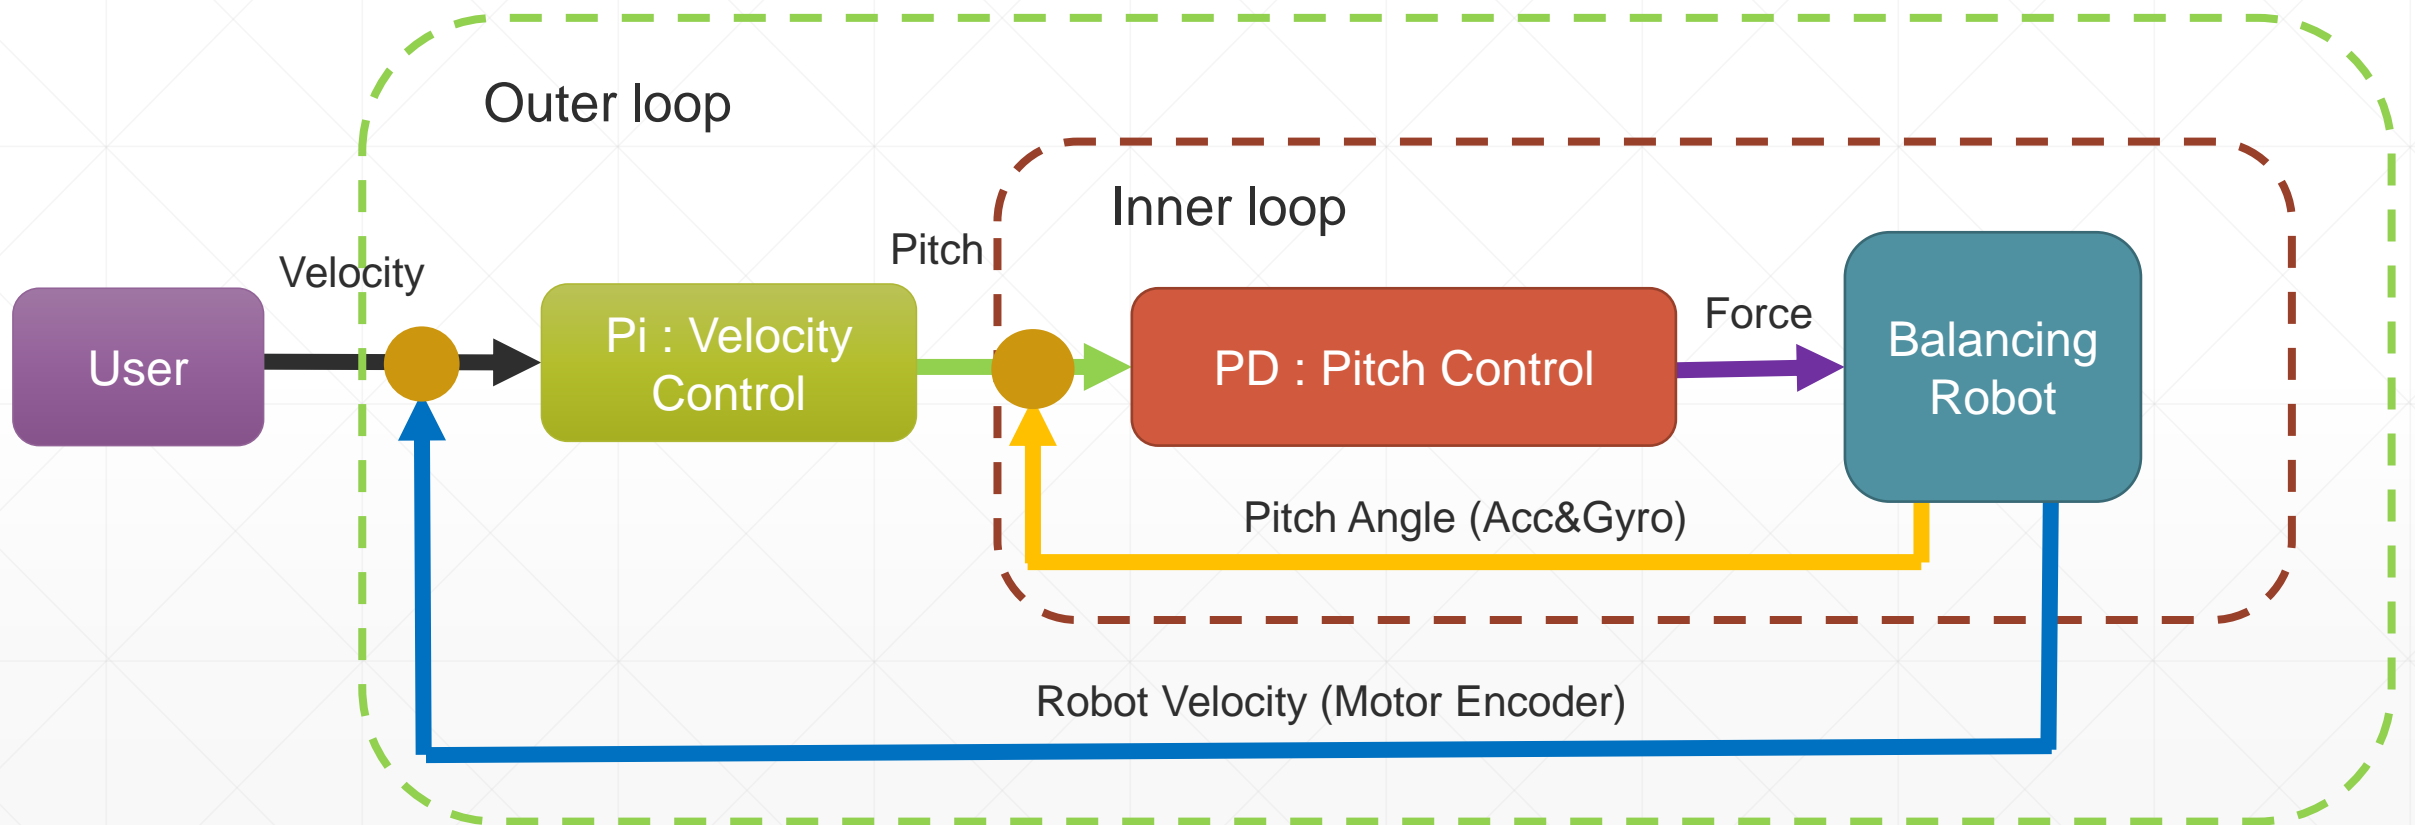 Outer loop
Inner loop
Velocity
Pitch
User
Pi : Velocity
Control
PD : Pitch Control
Force
Balancing
Robot
Pitch Angle (Acc&Gyro)
Robot Velocity (Motor Encoder)